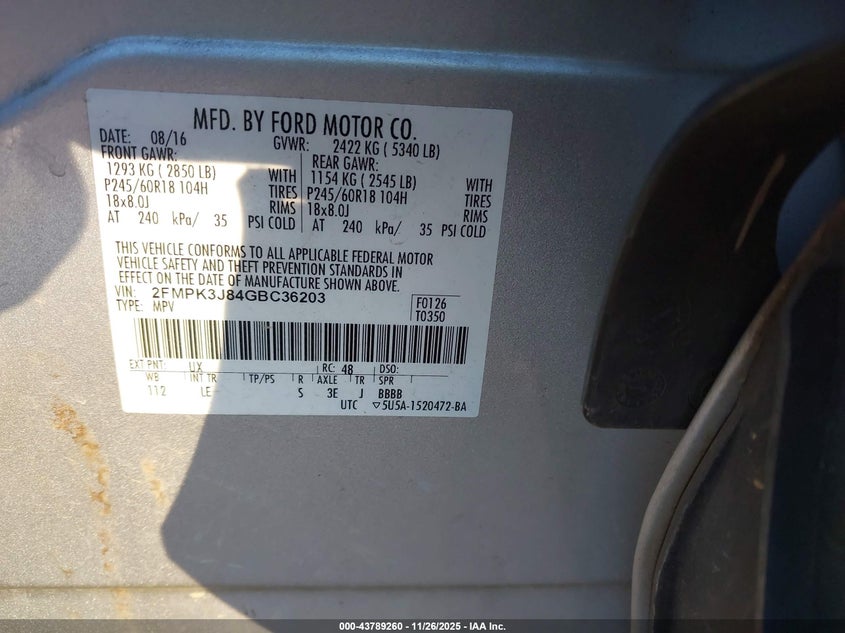 MFD. BY FORD MOTOR CO.
DATE: 08/16 GVWR: 2422 KG ( 5340 LB)
FRONT GAWR: REAR GAWR:
1293 KG ( 2850 LB) WITH 1154 KG ( 2545 LB) WITH
P245/60R18 104H TIRES P245/60R18 104H TIRES
18x8.0J RIMS 18x8.0J RIMS
AT 240 kPa/ 35 PSI COLD AT 240 kPa/ 35 PSI COLD
THIS VEHICLE CONFORMS TO ALL APPLICABLE FEDERAL MOTOR
VEHICLE SAFETY AND THEFT PREVENTION STANDARDS IN
EFFECT ON THE DATE OF MANUFACTURE SHOWN ABOVE.
VIN: 2FMPK3J84GBC36203 F0126
TYPE: MPV T0350
EXT PNT: UX RC: 48 DSO:
WB INT TR TP/PS R AXLE TR SPR
112 LE S 3E J BBBB
UTC ▽5U5A-1520472-BA
000-43789260 - 11/26/2025 - IAA Inc.